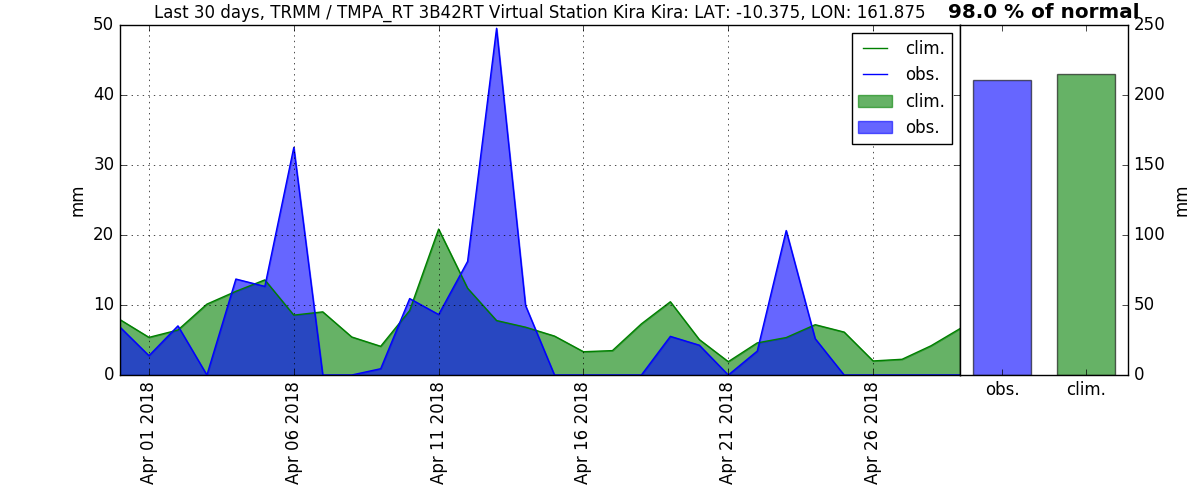 Last 30 days, TRMM / TMPA_RT 3B42RT Virtual Station Kira Kira: LAT: -10.375, LON: 161.875
98.0 % of normal
50
40
30
20
10
0
mm
clim.
obs.
clim.
obs.
Apr 01 2018
Apr 06 2018
Apr 11 2018
Apr 16 2018
Apr 21 2018
Apr 26 2018
250
200
150
100
50
0
mm
obs.
clim.